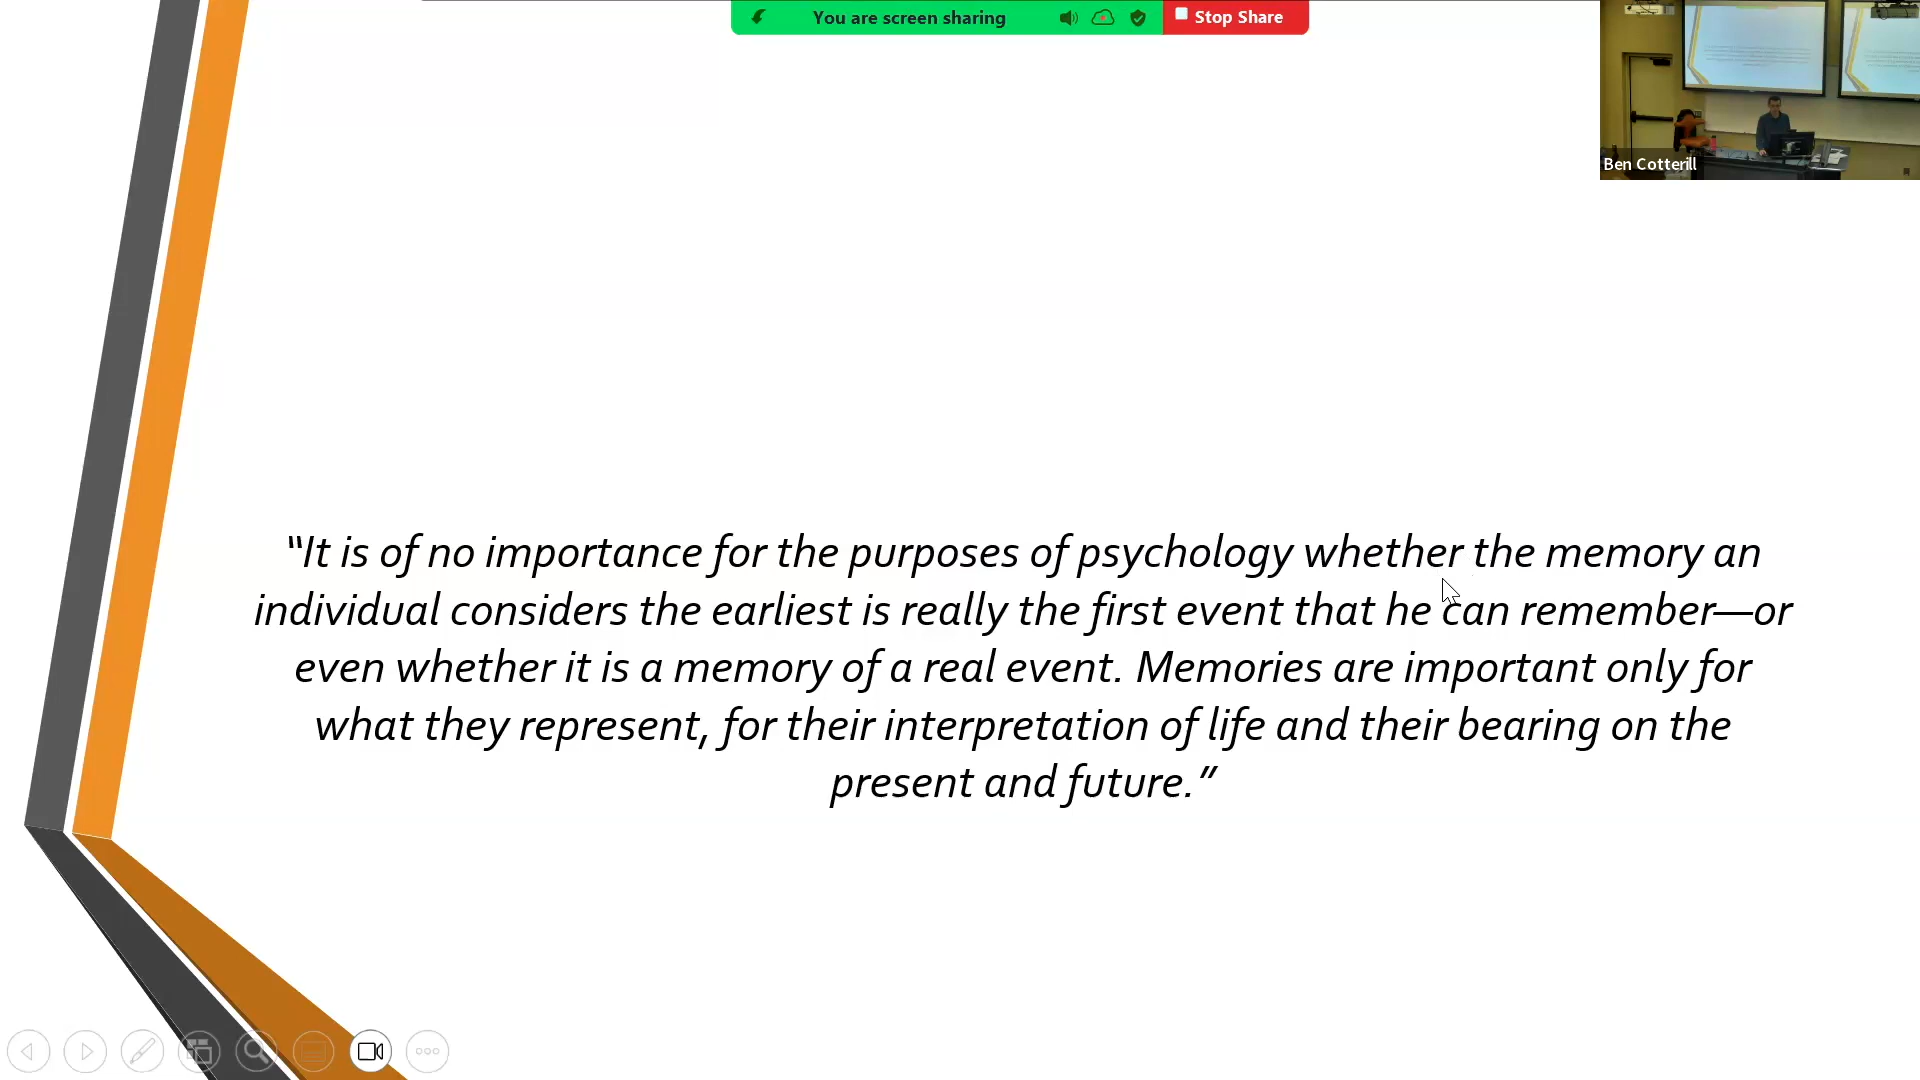 You are screen sharing
Stop Share
Ben Cotterill
“It is of no importance for the purposes of psychology whether the memory an
individual considers the earliest is really the first event that he can remember—or
even whether it is a memory of a real event. Memories are important only for
what they represent, for their interpretation of life and their bearing on the
present and future.”